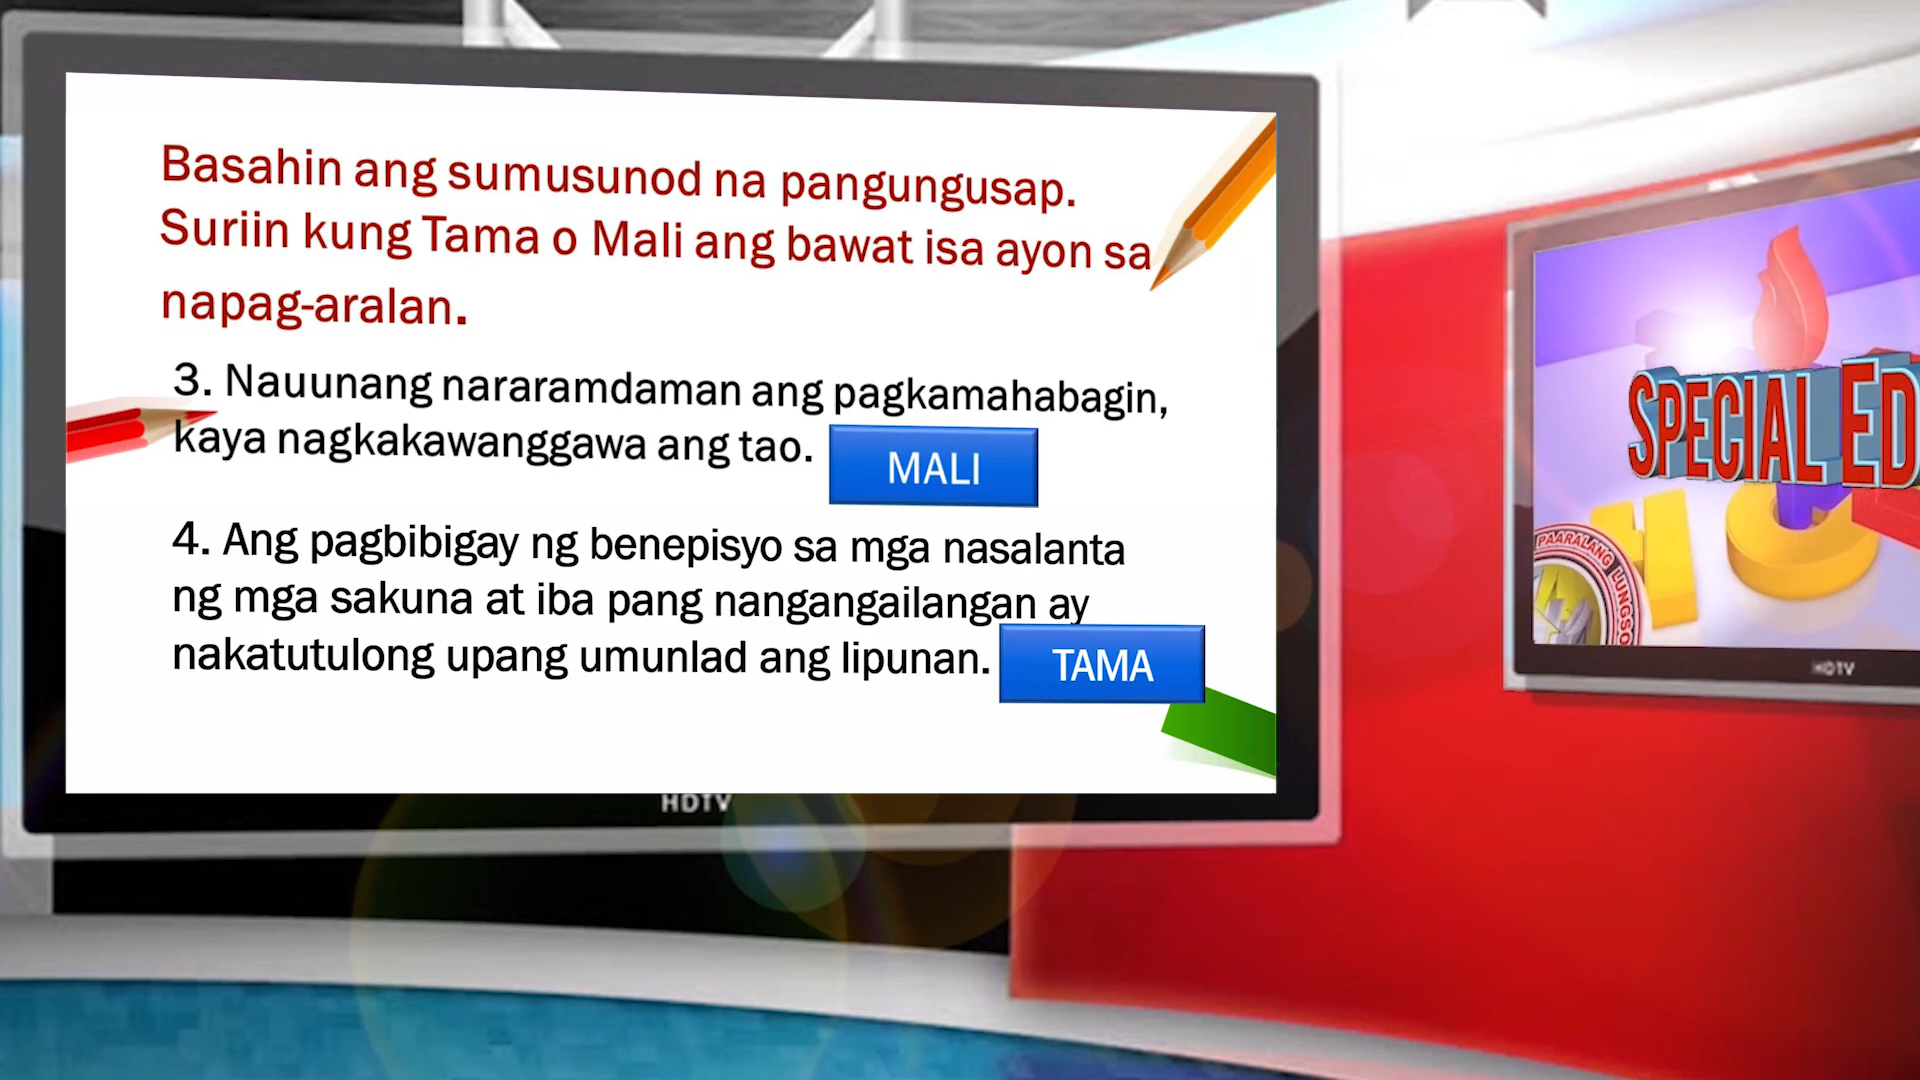 Basahin ang sumusunod na pangungusap.
Suriin kung Tama o Mali ang bawat isa ayon sa
napag-aralan.
3. Nauunang nararamdaman ang pagkamahabagin,
kaya nagkakawanggawa ang tao.
MALI
4. Ang pagbibigay ng benepisyo sa mga nasalanta
ng mga sakuna at iba pang nangangailangan ay
nakatutulong upang umunlad ang lipunan.
TAMA
HDTV
SPECIAL ED
PAARALANG LUNGSO
HDTV